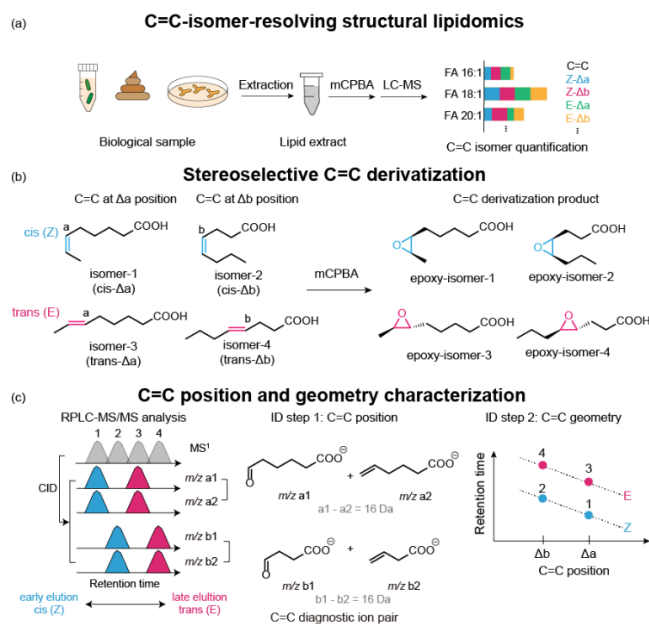 (a) C=C-isomer-resolving structural lipidomics
Extraction mCPBA LC-MS
Biological sample
Lipid extract
FA 16:1
FA 18:1
FA 20:1
C=C
Z-Δa
Z-Δb
E-Δa
E-Δb
C=C isomer quantification
(b) Stereoselective C=C derivatization
C=C at Δa position
C=C at Δb position
C=C derivatization product
cis (Z)
a
COOH
isomer-1
(cis-Δa)
b
COOH
isomer-2
(cis-Δb)
mCPBA
O
COOH
epoxy-isomer-1
O
COOH
epoxy-isomer-2
trans (E)
a
COOH
isomer-3
(trans-Δa)
b
COOH
isomer-4
(trans-Δb)
O
COOH
epoxy-isomer-3
O
COOH
epoxy-isomer-4
(c) C=C position and geometry characterization
RPLC-MS/MS analysis
1 2 3 4
MS¹
CID
m/z a1
m/z a2
m/z b1
m/z b2
Retention time
early elution
cis (Z)
late elultion
trans (E)
ID step 1: C=C position
O
COO⊖
+
COO⊖
m/z a1
m/z a2
a1 - a2 = 16 Da
O
COO⊖
+
COO⊖
m/z b1
m/z b2
b1 - b2 = 16 Da
C=C diagnostic ion pair
ID step 2: C=C geometry
Retention time
4
3
E
2
1
Z
Δb Δa
C=C position